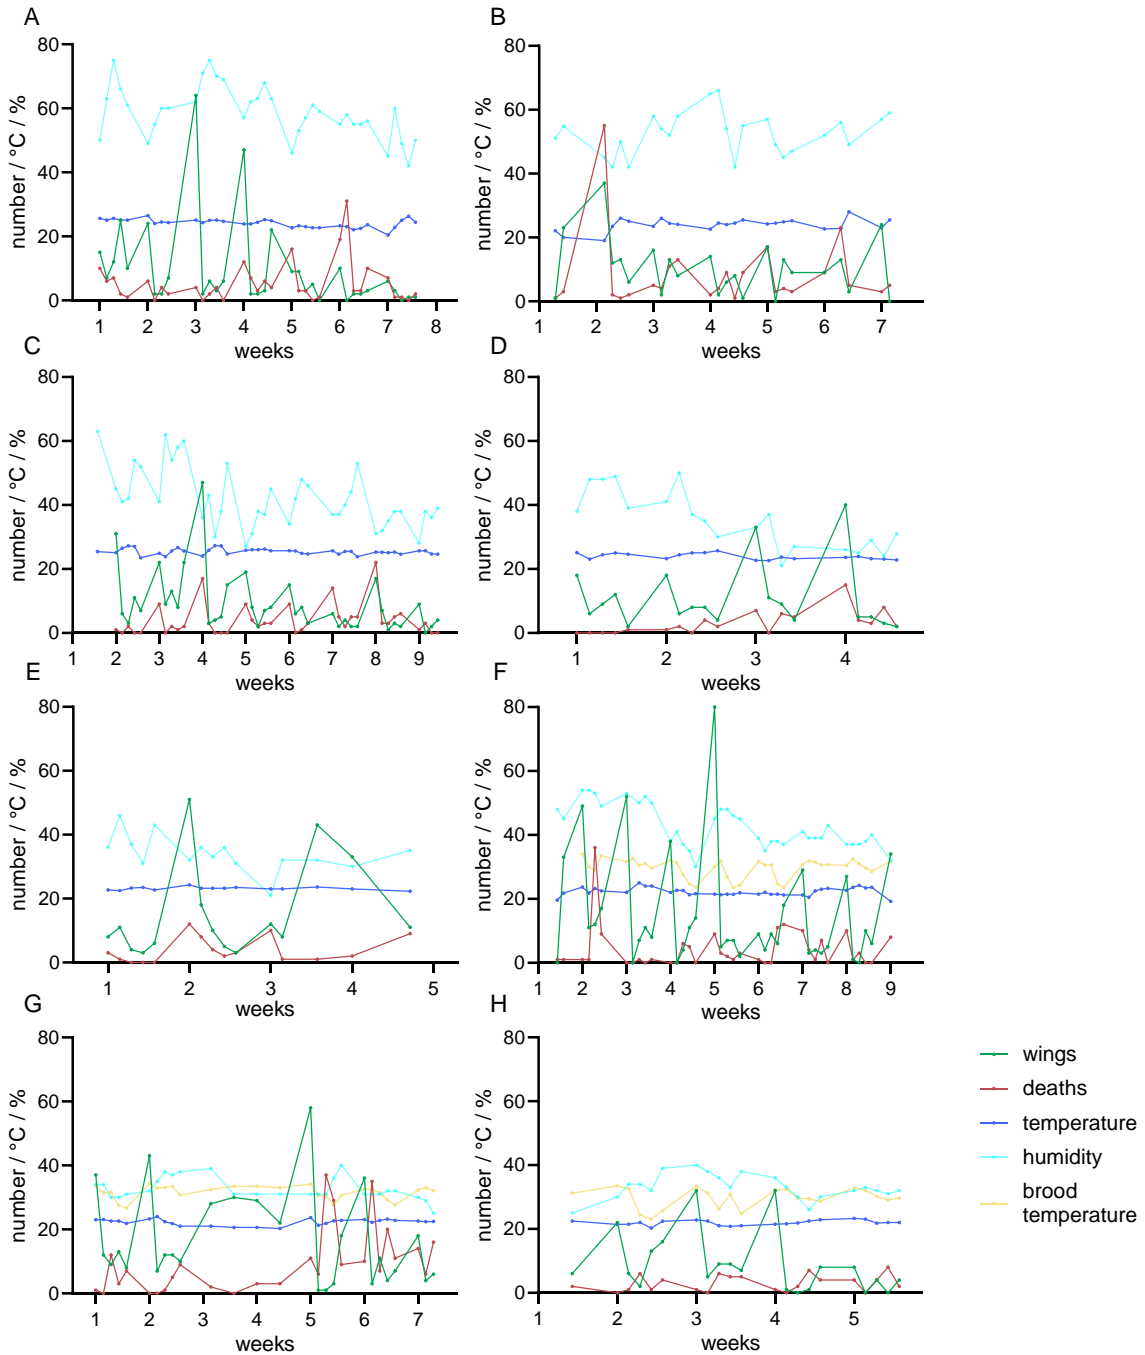 A
number / °C / %
80
60
40
20
0
1 2 3 4 5 6 7 8
weeks
B
number / °C / %
80
60
40
20
0
1 2 3 4 5 6 7
weeks
C
number / °C / %
80
60
40
20
0
1 2 3 4 5 6 7 8 9
weeks
D
number / °C / %
80
60
40
20
0
1 2 3 4
weeks
E
number / °C / %
80
60
40
20
0
1 2 3 4 5
weeks
F
number / °C / %
80
60
40
20
0
1 2 3 4 5 6 7 8 9
weeks
G
number / °C / %
80
60
40
20
0
1 2 3 4 5 6 7
weeks
H
number / °C / %
80
60
40
20
0
1 2 3 4 5
weeks
wings
deaths
temperature
humidity
brood
temperature